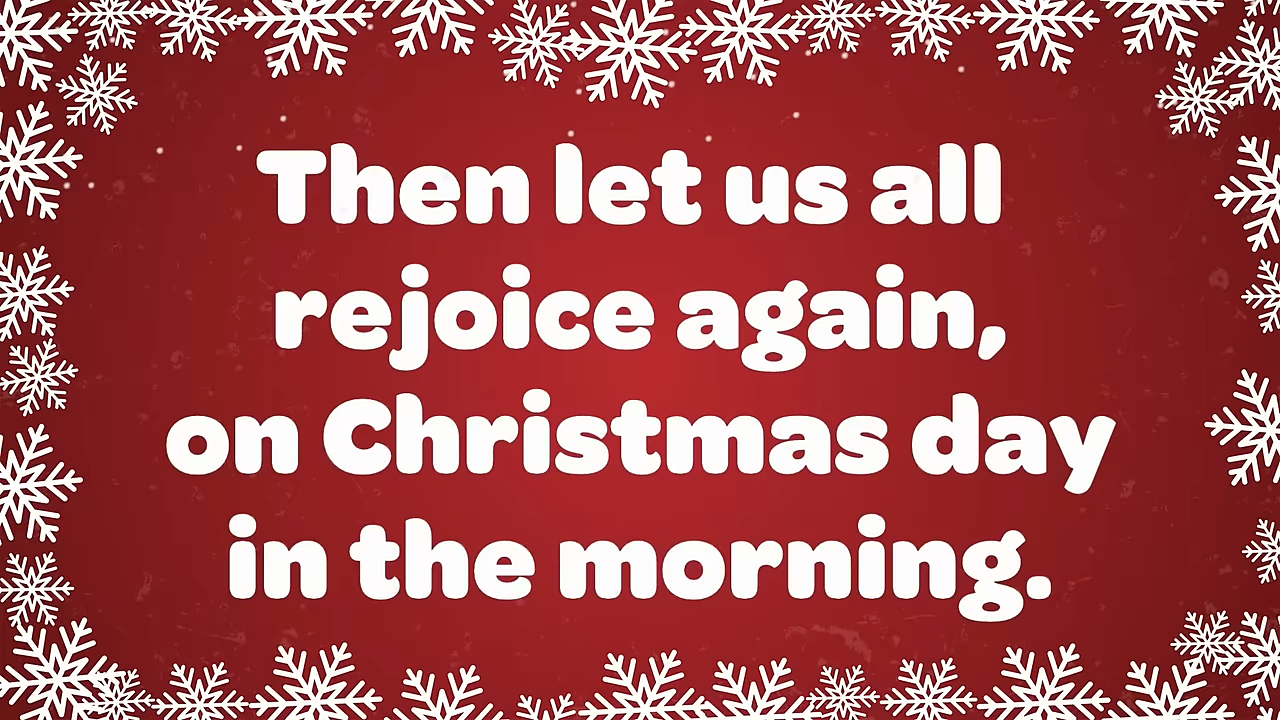 Then let us all
rejoice again,
on Christmas day
in the morning.